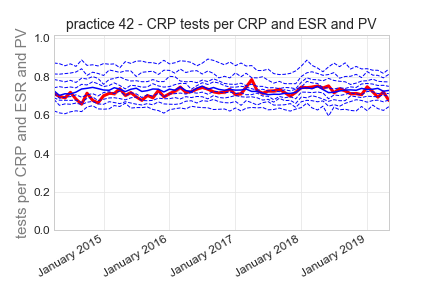 practice 42 - CRP tests per CRP and ESR and PV
tests per CRP and ESR and PV
1.0
0.8
0.6
0.4
0.2
0.0
January 2015
January 2016
January 2017
January 2018
January 2019